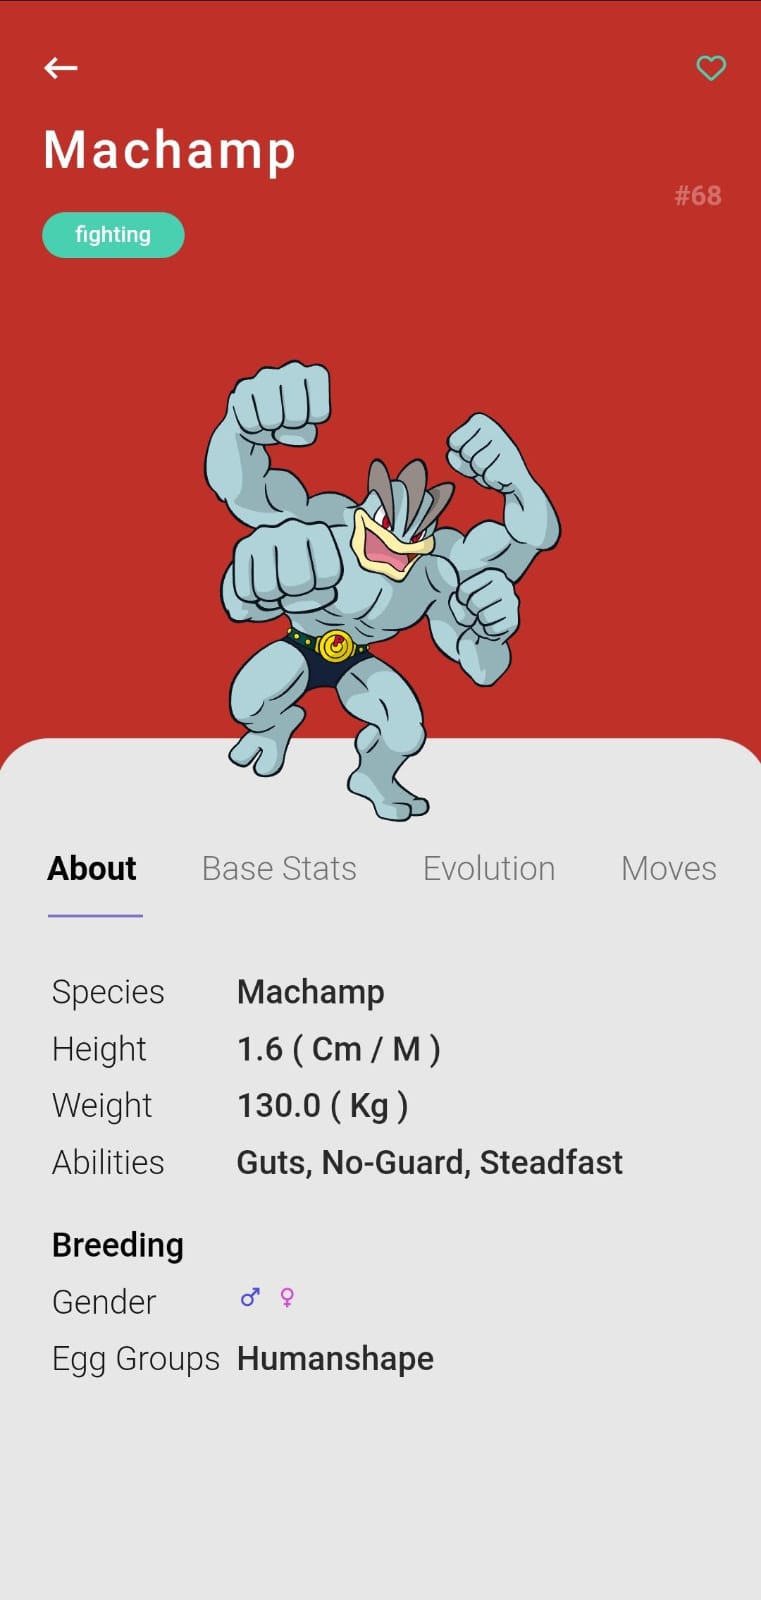 Machamp
#68
fighting
About Base Stats Evolution Moves
Species Machamp
Height 1.6 ( Cm / M )
Weight 130.0 ( Kg )
Abilities Guts, No-Guard, Steadfast
Breeding
Gender ♂ ♀
Egg Groups Humanshape